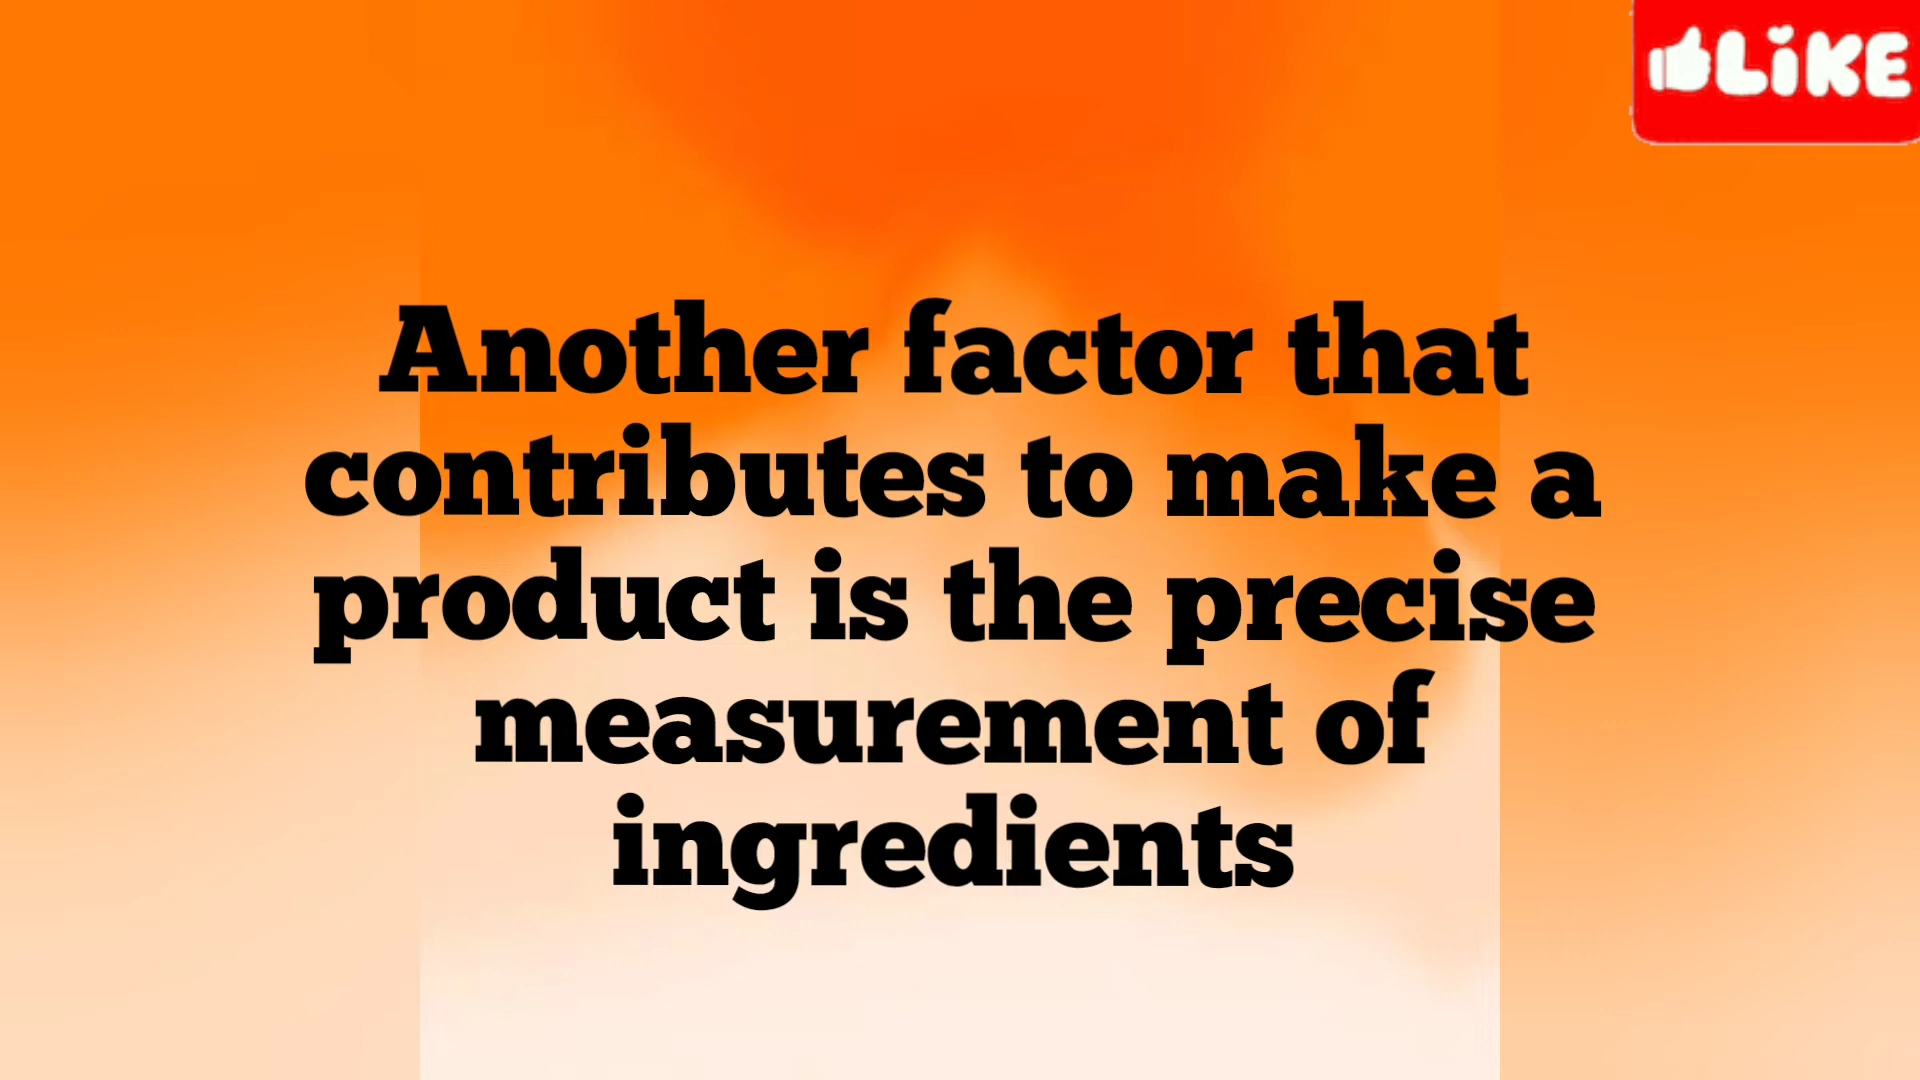 LiKE
Another factor that
contributes to make a
product is the precise
measurement of
ingredients